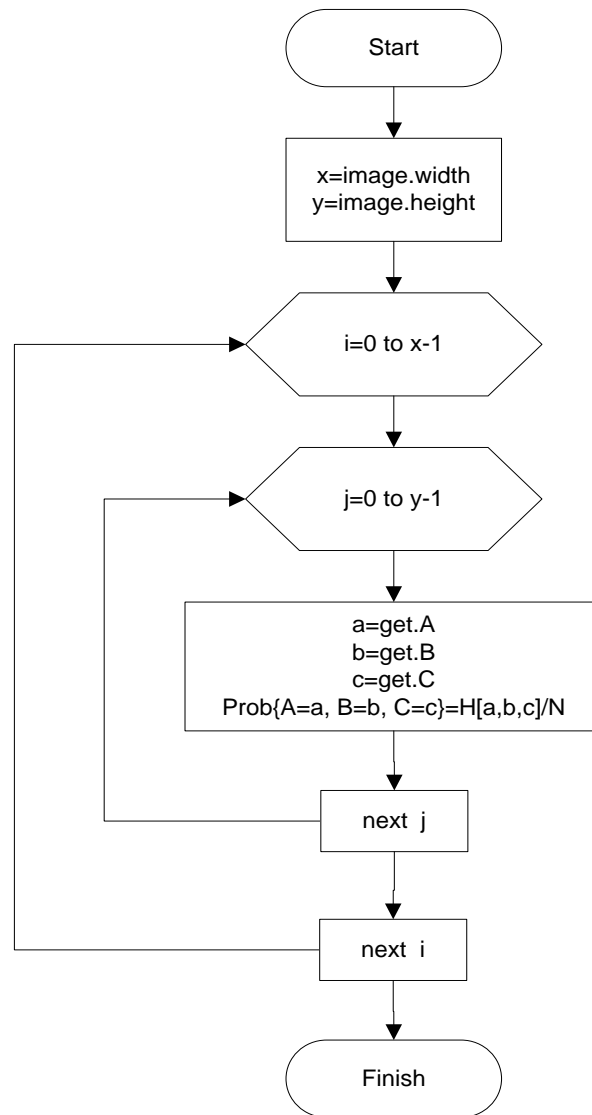 Start
x=image.width
y=image.height
i=0 to x-1
j=0 to y-1
a=get.A
b=get.B
c=get.C
Prob{A=a, B=b, C=c}=H[a,b,c]/N
next j
next i
Finish